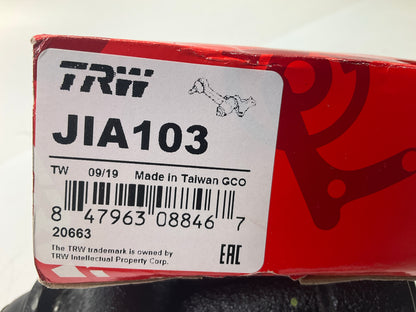 TRW
JIA103
TW 09/19 Made in Taiwan GCO
8 47963 08846 7
20663
The TRW trademark is owned by
TRW Intellectual Property Corp.
EAC